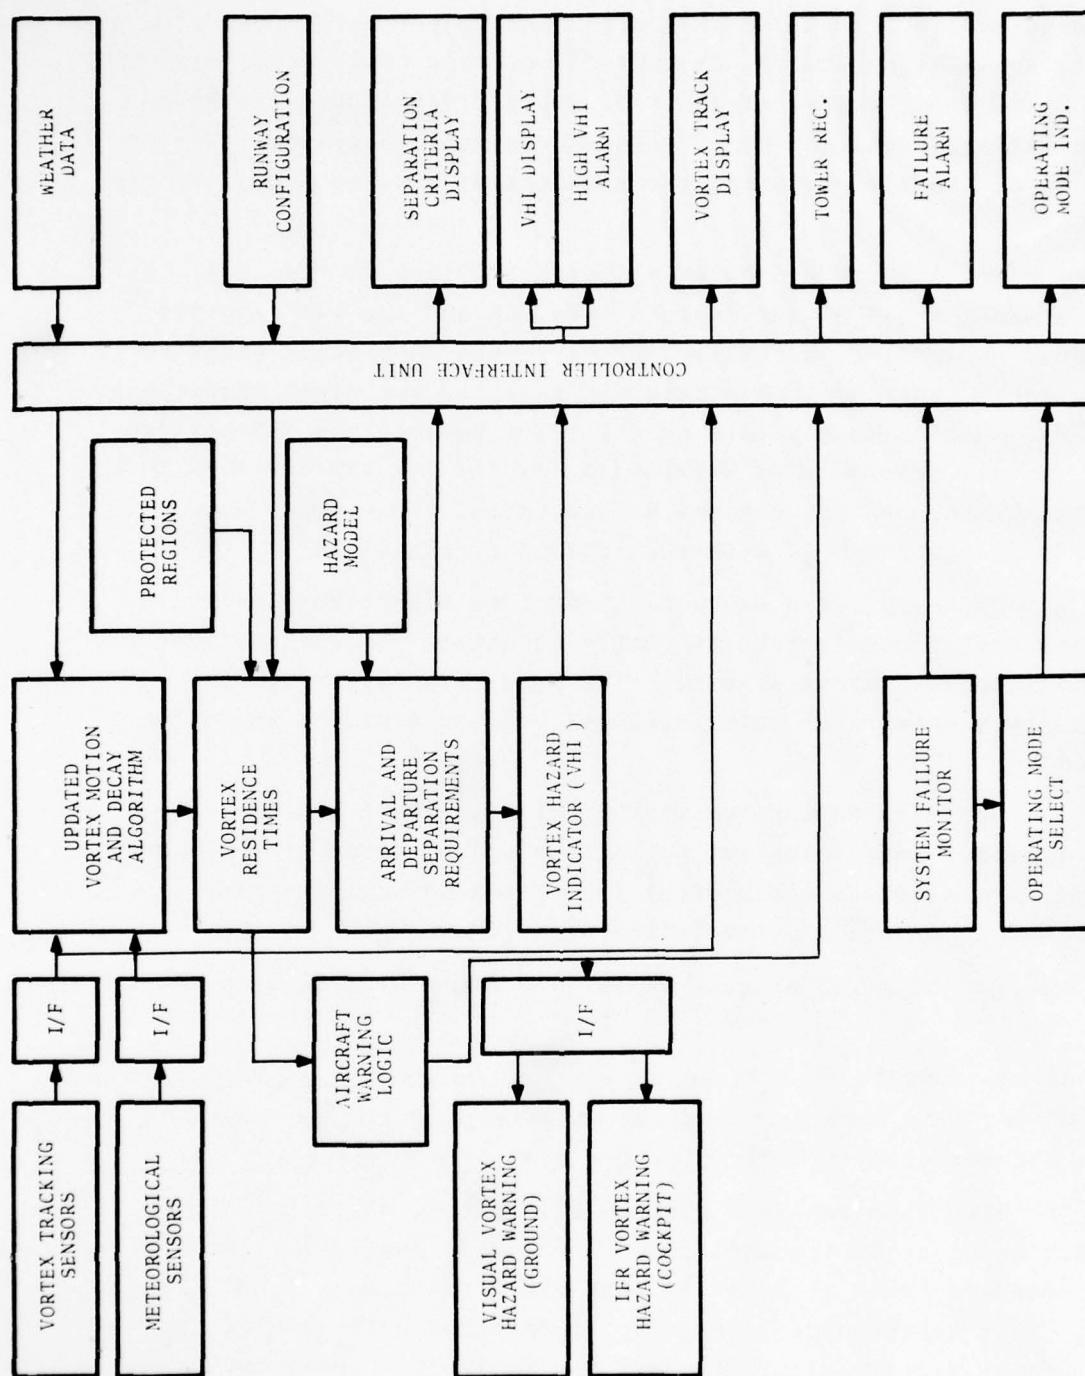 VORTEX TRACKING
SENSORS
METEOROLOGICAL
SENSORS
I/F
I/F
UPDATED
VORTEX MOTION
AND DECAY
ALGORITHM
VORTEX
RESIDENCE
TIMES
ARRIVAL AND
DEPARTURE
SEPARATION
REQUIREMENTS
VORTEX HAZARD
INDICATOR (VHI)
PROTECTED
REGIONS
HAZARD
MODEL
AIRCRAFT
WARNING
LOGIC
I/F
VISUAL VORTEX
HAZARD WARNING
(GROUND)
IFR VORTEX
HAZARD WARNING
(COCKPIT)
SYSTEM FAILURE
MONITOR
OPERATING MODE
SELECT
CONTROLLER INTERFACE UNIT
WEATHER
DATA
RUNWAY
CONFIGURATION
SEPARATION
CRITERIA
DISPLAY
VHI DISPLAY
HIGH VHI
ALARM
VORTEX TRACK
DISPLAY
TOWER REC.
FAILURE
ALARM
OPERATING
MODE IND.